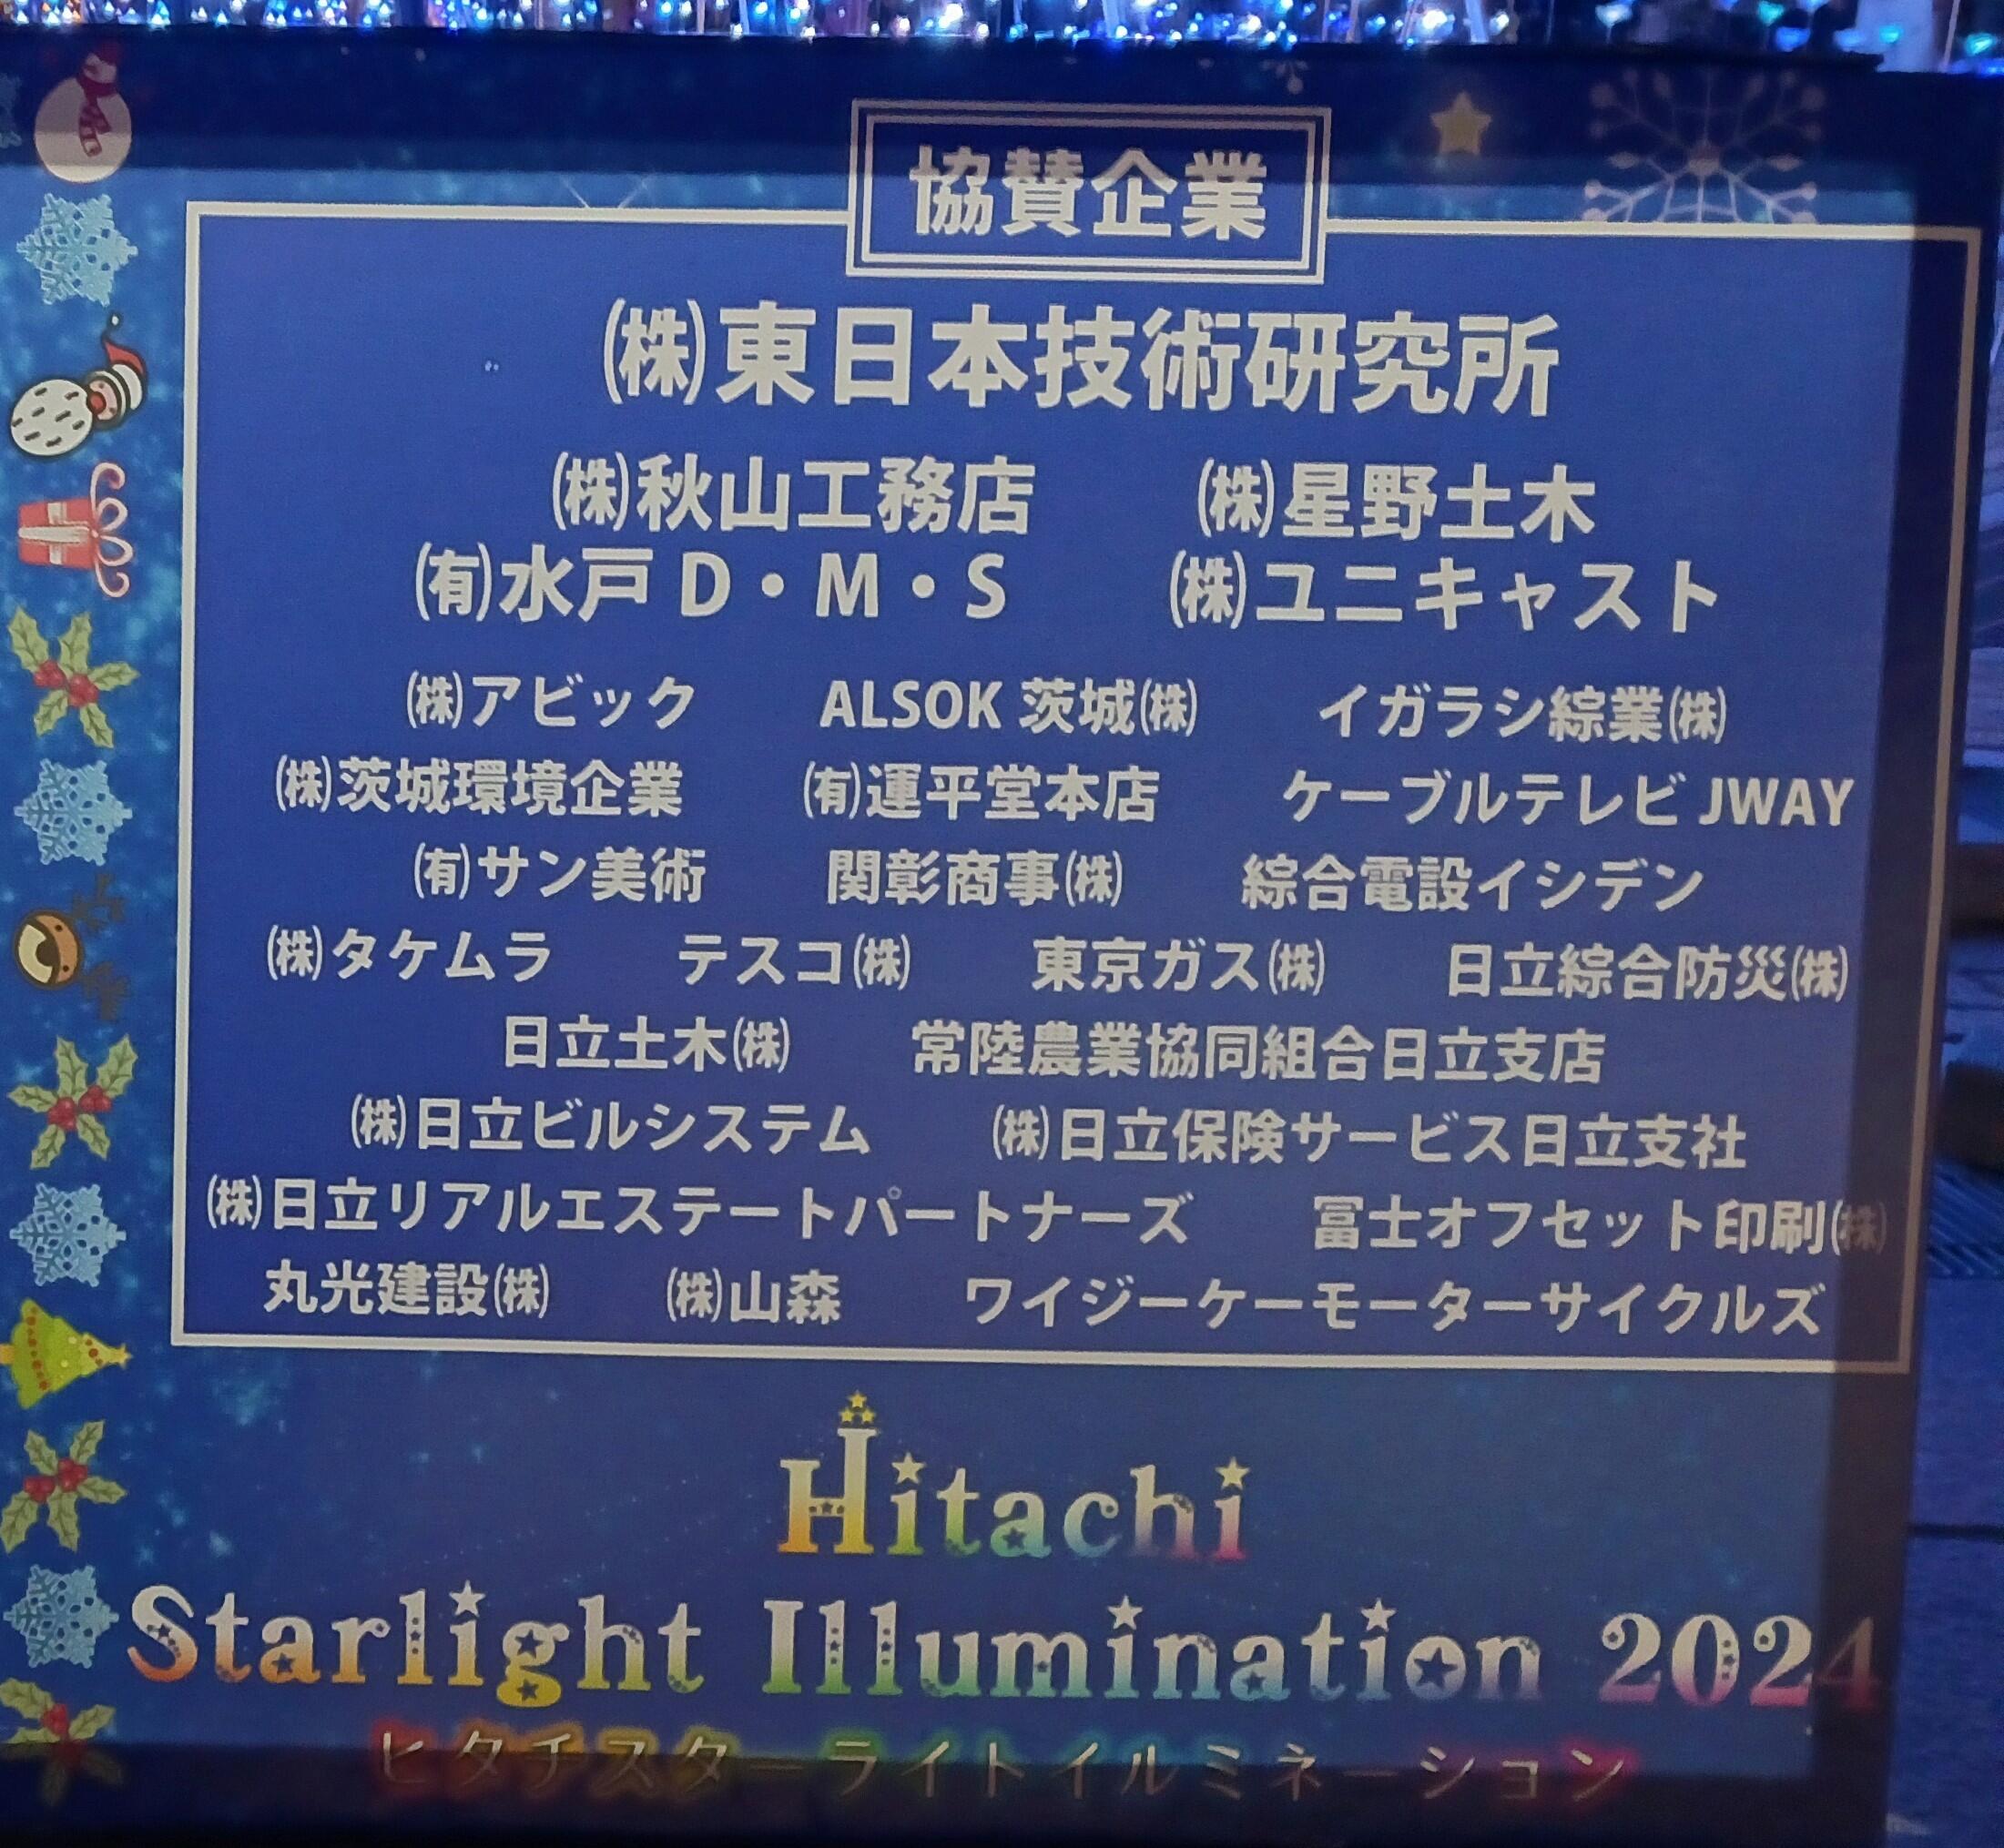 協賛企業
㈱東日本技術研究所
㈱秋山工務店 ㈱星野土木
㈲水戸 D・M・S ㈱ユニキャスト
㈱アビック ALSOK 茨城㈱ イガラシ綜業㈱
㈱茨城環境企業 ㈲運平堂本店 ケーブルテレビ JWAY
㈲サン美術 関彰商事㈱ 綜合電設イシデン
㈱タケムラ テスコ㈱ 東京ガス㈱ 日立綜合防災㈱
日立土木㈱ 常陸農業協同組合日立支店
㈱日立ビルシステム ㈱日立保険サービス日立支社
㈱日立リアルエステートパートナーズ 冨士オフセット印刷㈱
丸光建設㈱ ㈱山森 ワイジーケーモーターサイクルズ
Hitachi
Starlight Illumination 2024
ヒタチスターライトイルミネーション